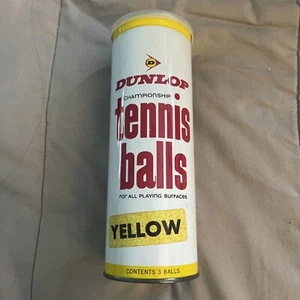 DUNLOP
CHAMPIONSHIP
tennis
balls
FOR ALL PLAYING SURFACES
YELLOW
CONTENTS 3 BALLS